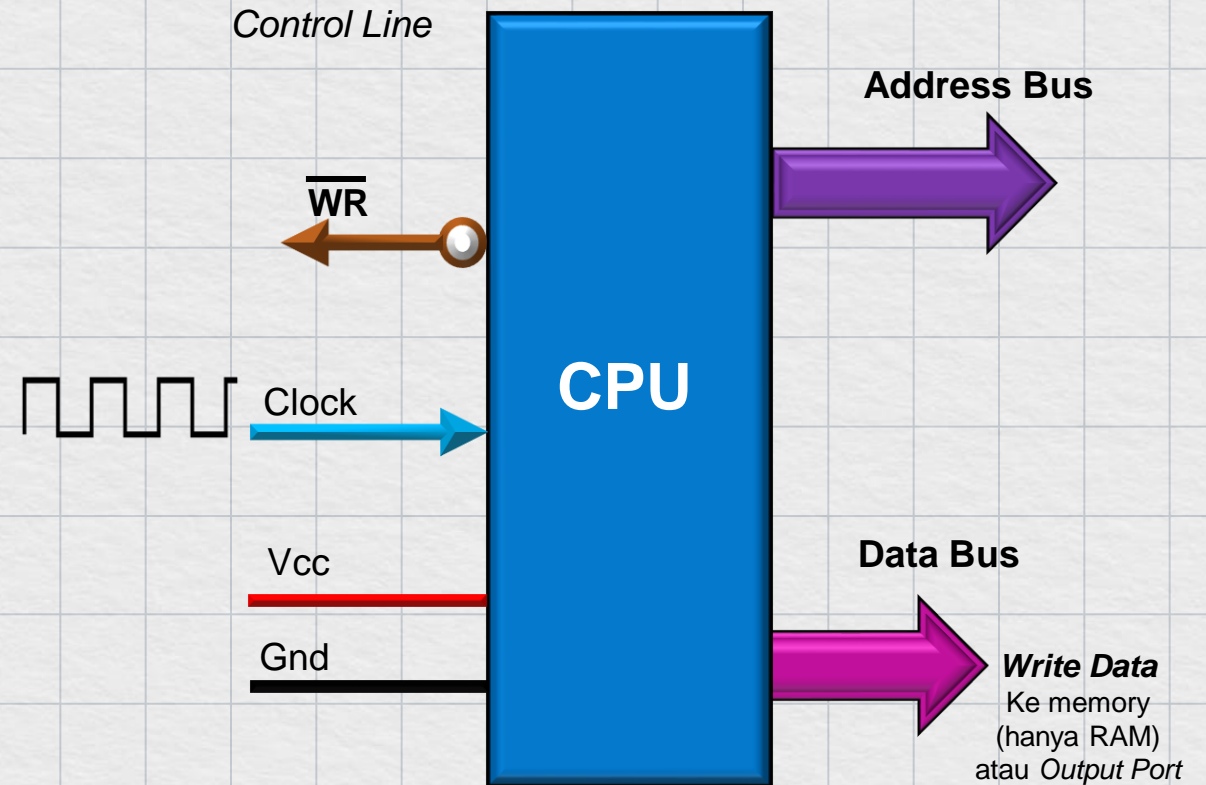 Control Line
Address Bus
WR
CPU
Clock
Vcc
Data Bus
Gnd
Write Data
Ke memory
(hanya RAM)
atau Output Port